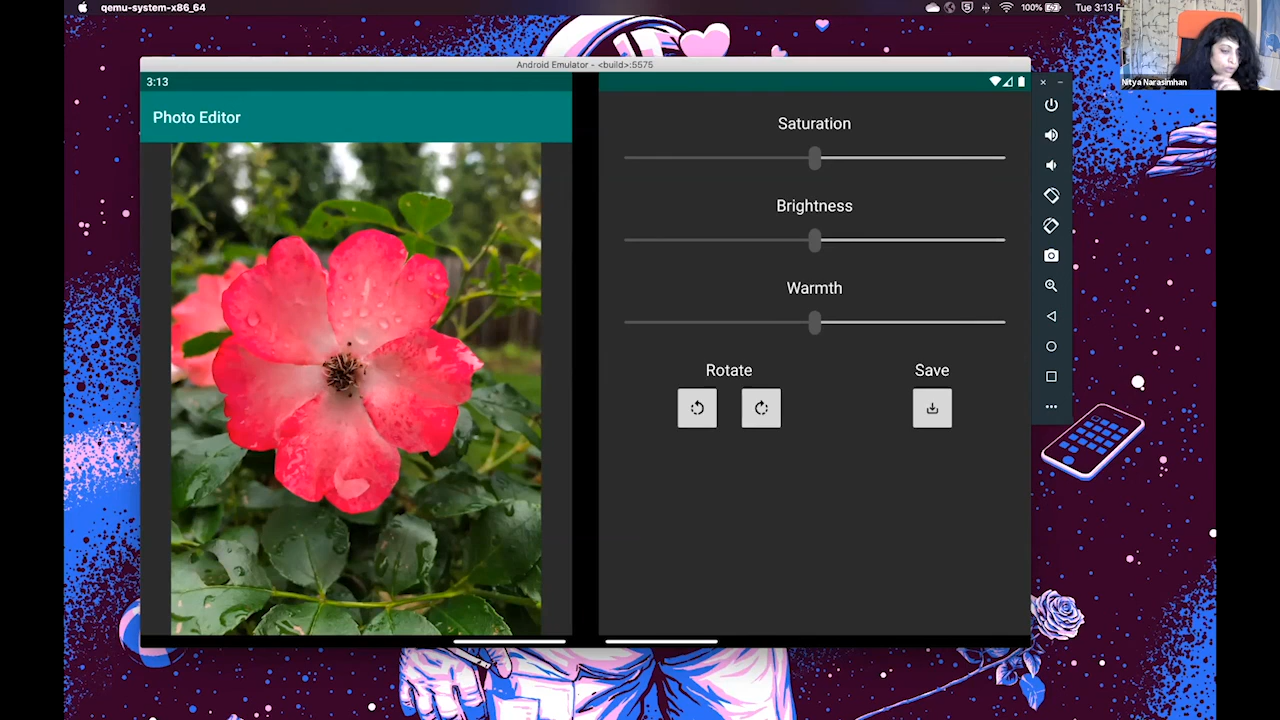 qemu-system-x86_64
100%
Tue 3:13 P
Nitya Narasimhan
Android Emulator - <build>:5575
3:13
Photo Editor
Saturation
Brightness
Warmth
Rotate
Save